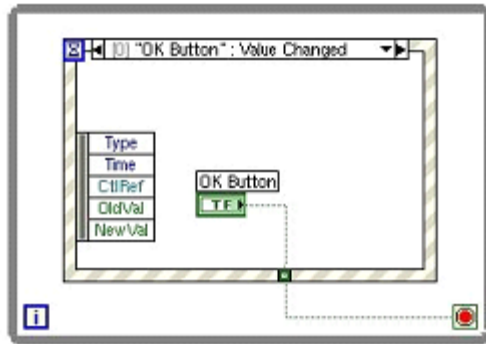 [0] "OK Button" : Value Changed
Type
Time
CtlRef
OldVal
NewVal
OK Button
TF
i